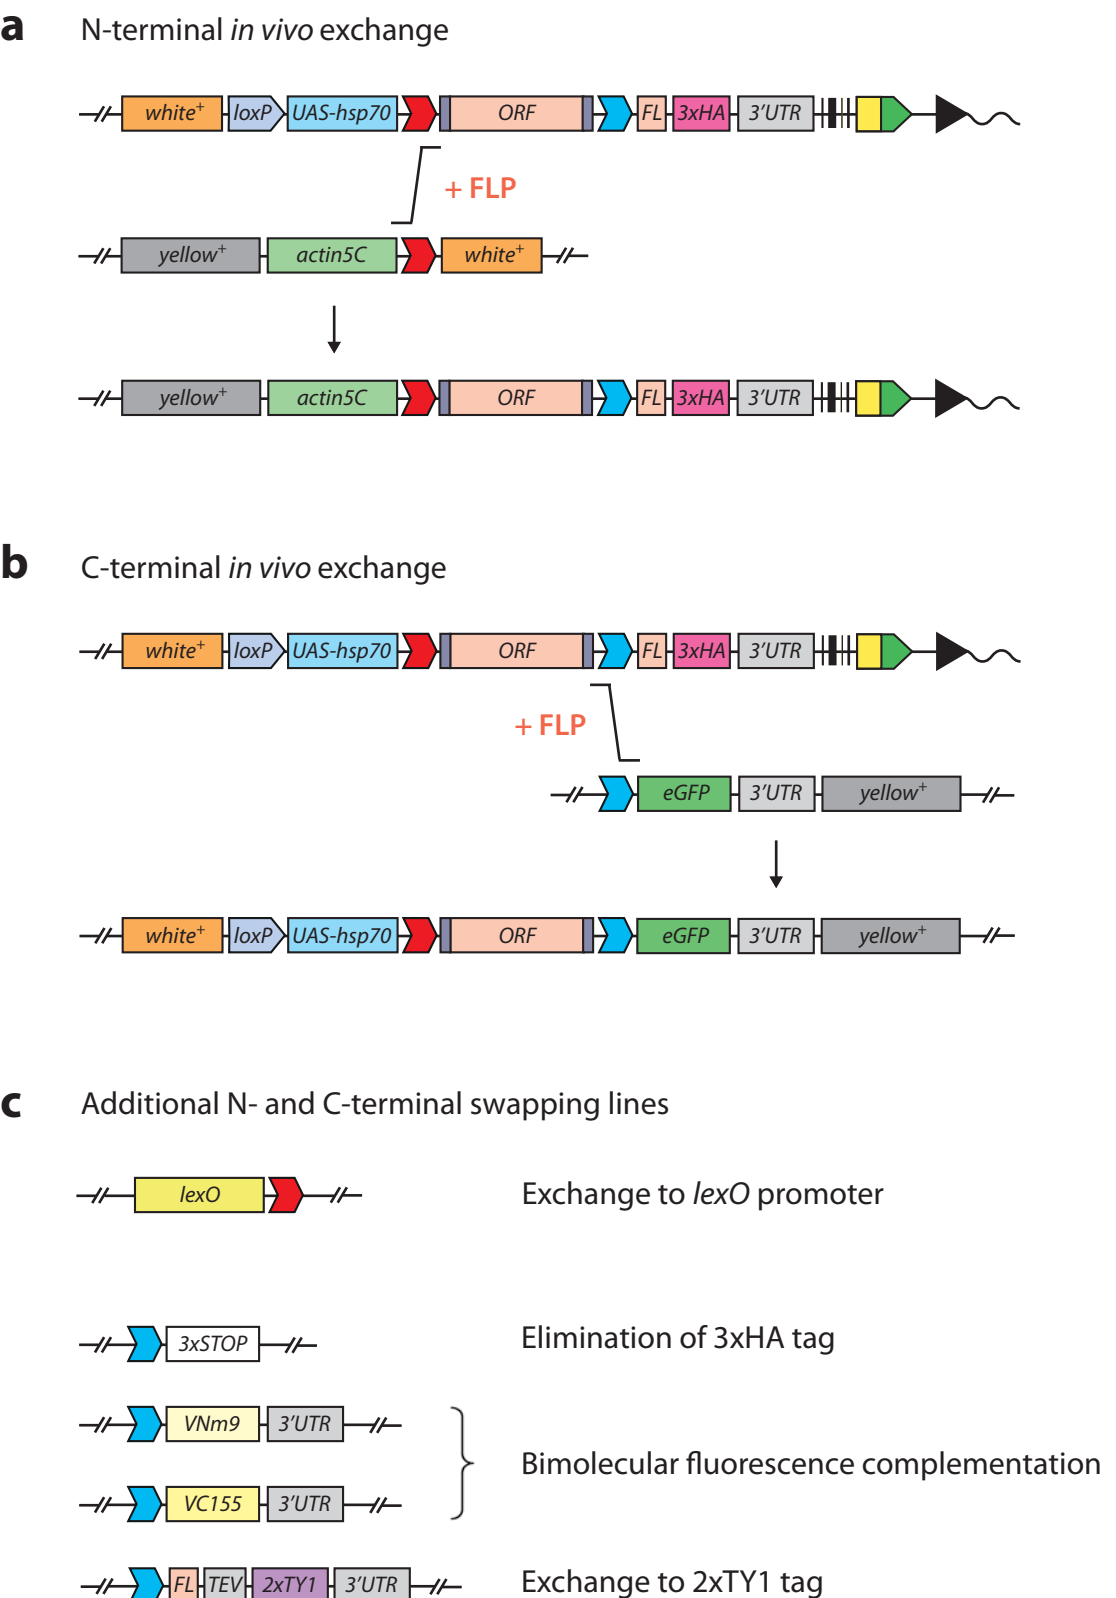 a N-terminal in vivo exchange
white+ loxP UAS-hsp70 ORF FL 3xHA 3’UTR
+ FLP
yellow+ actin5C white+
yellow+ actin5C ORF FL 3xHA 3’UTR
b C-terminal in vivo exchange
white+ loxP UAS-hsp70 ORF FL 3xHA 3’UTR
+ FLP
eGFP 3’UTR yellow+
white+ loxP UAS-hsp70 ORF eGFP 3’UTR yellow+
c Additional N- and C-terminal swapping lines
lexO Exchange to lexO promoter
3xSTOP Elimination of 3xHA tag
VNm9 3’UTR
Bimolecular fluorescence complementation
VC155 3’UTR
FL TEV 2xTY1 3’UTR Exchange to 2xTY1 tag